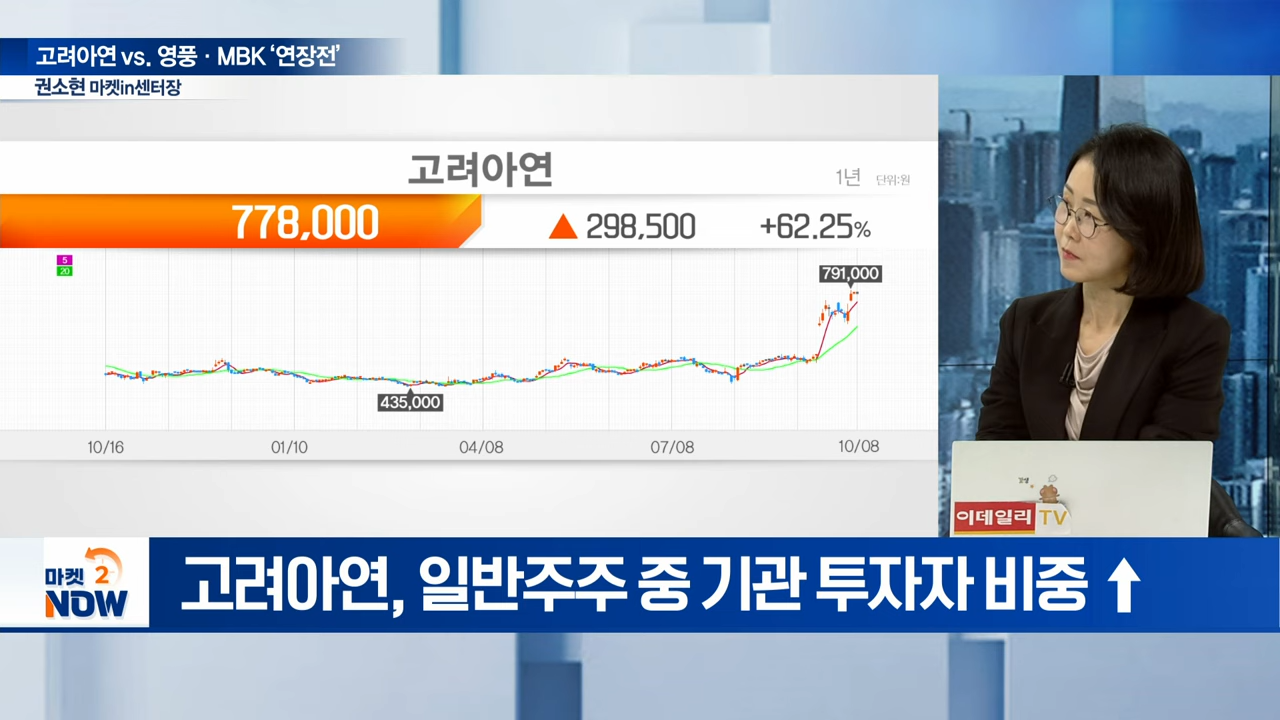 고려아연 vs. 영풍 · MBK ‘연장전’
권소현 마켓in센터장
고려아연
1년 단위:원
778,000 ▲ 298,500 +62.25%
5
20
791,000
435,000
10/16 01/10 04/08 07/08 10/08
이데일리 TV
마켓 2
NOW
고려아연, 일반주주 중 기관 투자자 비중 ↑